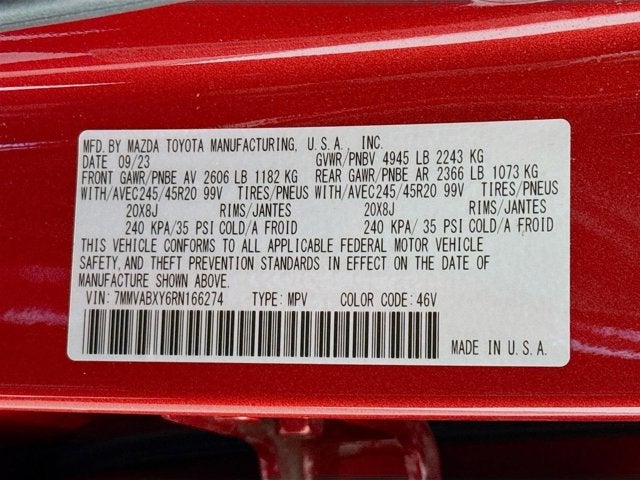 MFD. BY MAZDA TOYOTA MANUFACTURING, U.S.A., INC.
DATE 09/23 GVWR/PNBV 4945 LB 2243 KG
FRONT GAWR/PNBE AV 2606 LB 1182 KG REAR GAWR/PNBE AR 2366 LB 1073 KG
WITH/AVEC245/45R20 99V TIRES/PNEUS WITH/AVEC245/45R20 99V TIRES/PNEUS
20X8J RIMS/JANTES 20X8J RIMS/JANTES
240 KPA/35 PSI COLD/A FROID 240 KPA/ 35 PSI COLD/A FROID
THIS VEHICLE CONFORMS TO ALL APPLICABLE FEDERAL MOTOR VEHICLE
SAFETY,AND THEFT PREVENTION STANDARDS IN EFFECT ON THE DATE OF
MANUFACTURE SHOWN ABOVE.
VIN: 7MMVABXY6RN166274 TYPE: MPV COLOR CODE: 46V
MADE IN U.S.A.